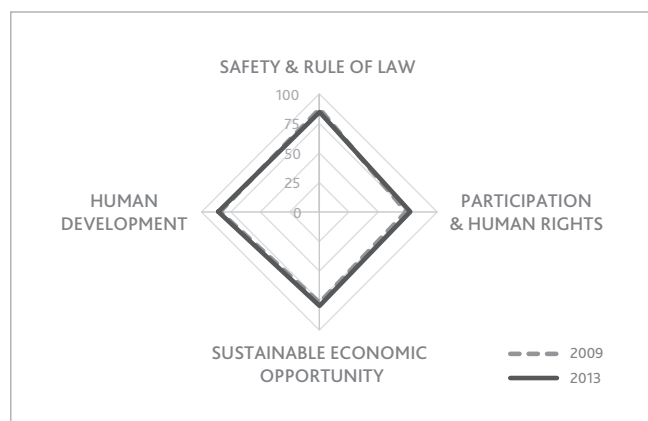 SAFETY & RULE OF LAW
100
75
50
25
0
HUMAN
DEVELOPMENT
PARTICIPATION
& HUMAN RIGHTS
SUSTAINABLE ECONOMIC
OPPORTUNITY
2009
2013